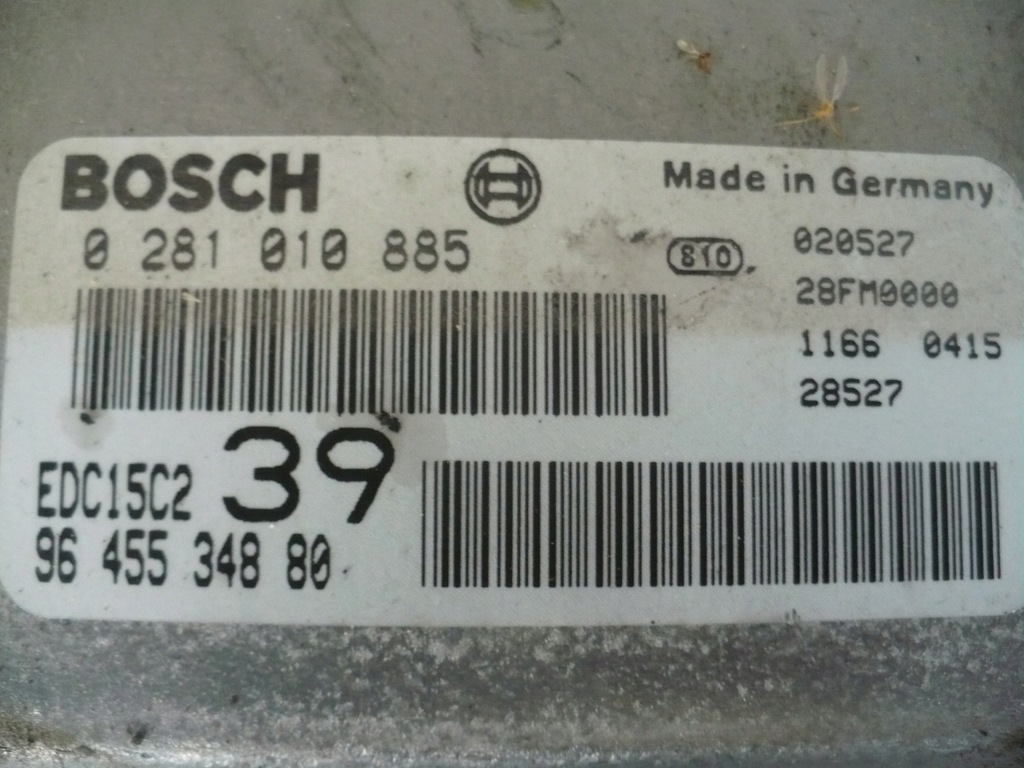 BOSCH
Made in Germany
0 281 010 885
810
020527
28FM0000
1166 0415
28527
39
EDC15C2
96 455 348 80